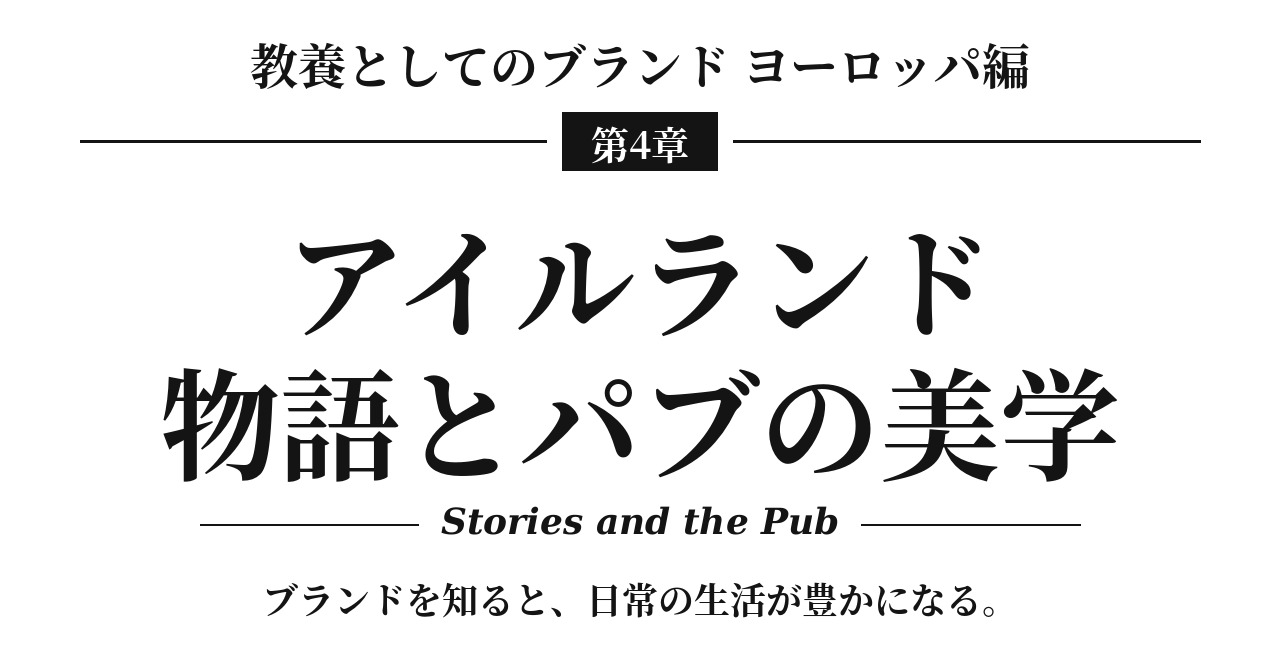 教養としてのブランド ヨーロッパ編
第4章
アイルランド
物語とパブの美学
Stories and the Pub
ブランドを知ると、日常の生活が豊かになる。